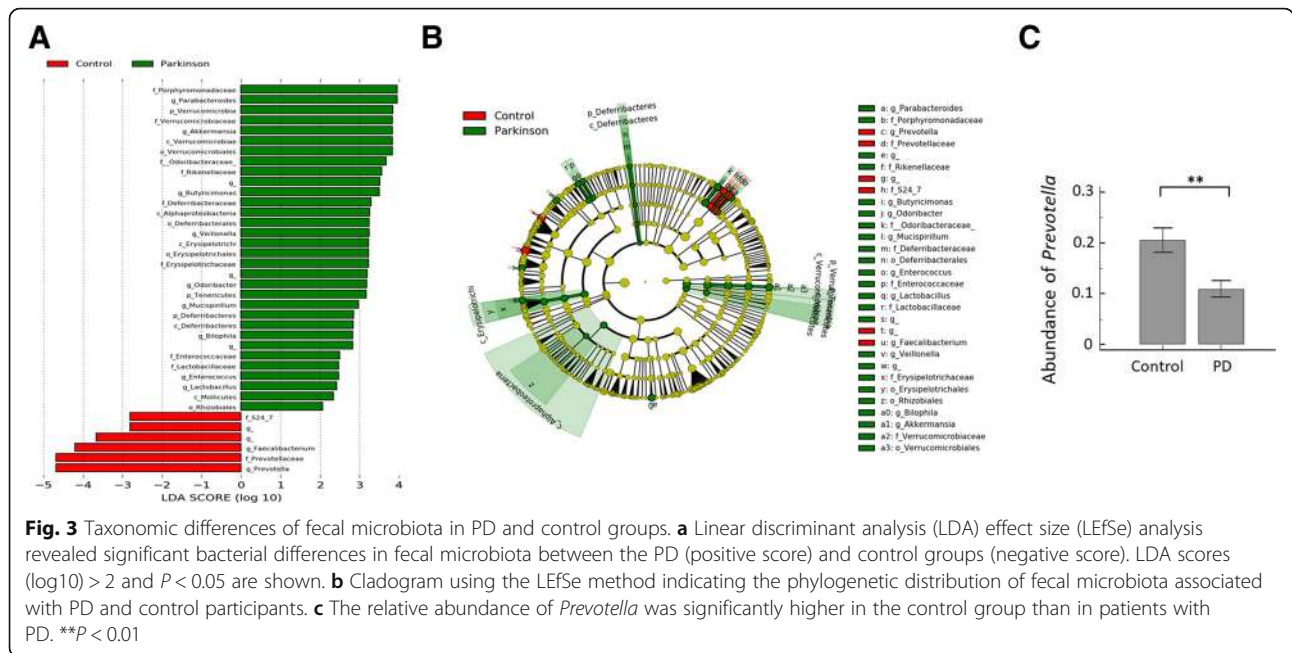 A
Control Parkinson
f_Porphyromonadaceae
g_Parabacteroides
p_Verrucomicrobia
f_Verrucomicrobiaceae
g_Akkermansia
c_Verrucomicrobiae
o_Verrucomicrobiales
f__Odoribacteraceae_
f_Rikenellaceae
g_
g_Butyricimonas
f_Deferribacteraceae
c_Alphaproteobacteria
o_Deferribacterales
g_Veillonella
c_Erysipelotrichi
o_Erysipelotrichales
f_Erysipelotrichaceae
g_
g_Odoribacter
p_Tenericutes
g_Mucispirillum
p_Deferribacteres
c_Deferribacteres
g_Bilophila
g_
f_Enterococcaceae
f_Lactobacillaceae
g_Enterococcus
g_Lactobacillus
c_Mollicutes
o_Rhizobiales
f_S24_7
g_
g_
g_Faecalibacterium
f_Prevotellaceae
g_Prevotella
−5 −4 −3 −2 −1 0 1 2 3 4
LDA SCORE (log 10)
B
Control
Parkinson
p_Deferribacteres
c_Deferribacteres
n
m
a1 a2 a3
c_Erysipelotrichi
y x
c_Alphaproteobacteria
z
a0
a: g_Parabacteroides
b: f_Porphyromonadaceae
c: g_Prevotella
d: f_Prevotellaceae
e: g_
f: f_Rikenellaceae
g: g_
h: f_S24_7
i: g_Butyricimonas
j: g_Odoribacter
k: f__Odoribacteraceae_
l: g_Mucispirillum
m: f_Deferribacteraceae
n: o_Deferribacterales
o: g_Enterococcus
p: f_Enterococcaceae
q: g_Lactobacillus
r: f_Lactobacillaceae
s: g_
t: g_
u: g_Faecalibacterium
v: g_Veillonella
w: g_
x: f_Erysipelotrichaceae
y: o_Erysipelotrichales
z: o_Rhizobiales
a0: g_Bilophila
a1: g_Akkermansia
a2: f_Verrucomicrobiaceae
a3: o_Verrucomicrobiales
C
Abundance of Prevotella
0.3
0.2
0.1
0
**
Control PD
Fig. 3 Taxonomic differences of fecal microbiota in PD and control groups. a Linear discriminant analysis (LDA) effect size (LEfSe) analysis
revealed significant bacterial differences in fecal microbiota between the PD (positive score) and control groups (negative score). LDA scores
(log10) > 2 and P < 0.05 are shown. b Cladogram using the LEfSe method indicating the phylogenetic distribution of fecal microbiota associated
with PD and control participants. c The relative abundance of Prevotella was significantly higher in the control group than in patients with
PD. **P < 0.01